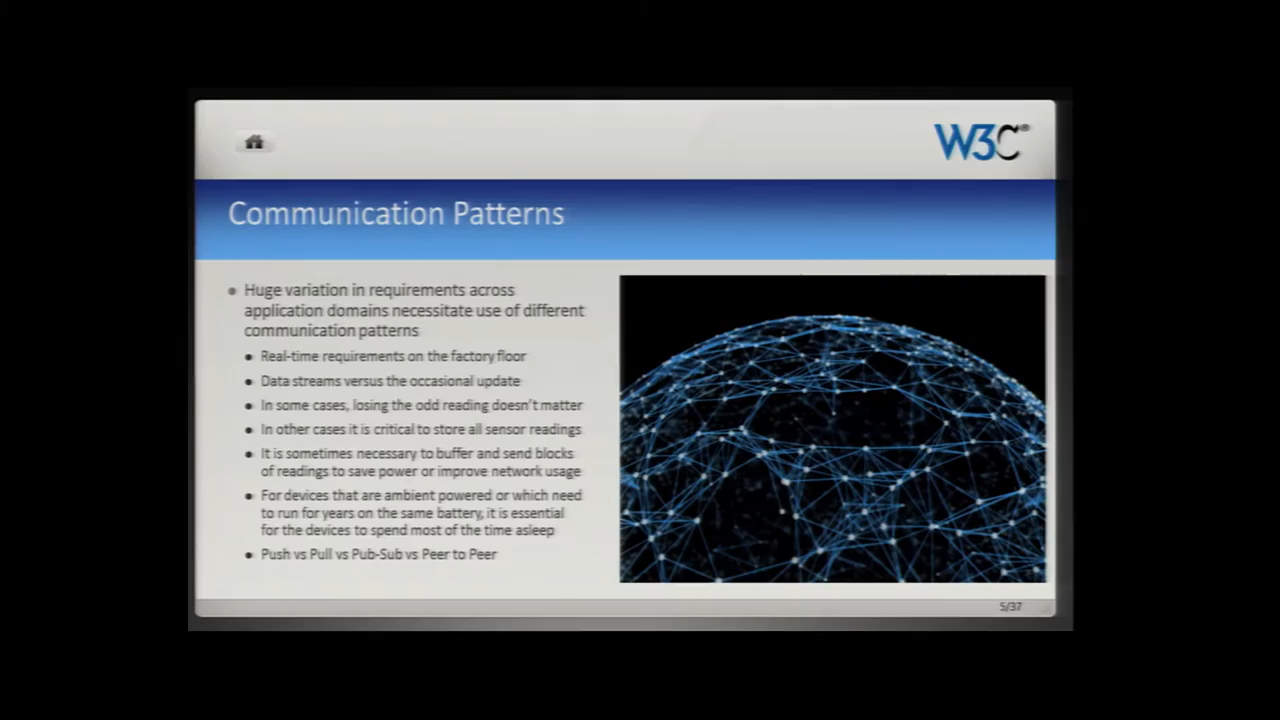 W3C®
Communication Patterns
Huge variation in requirements across
application domains necessitate use of different
communication patterns
Real-time requirements on the factory floor
Data streams versus the occasional update
In some cases, losing the odd reading doesn't matter
In other cases it is critical to store all sensor readings
It is sometimes necessary to buffer and send blocks
of readings to save power or improve network usage
For devices that are ambient powered or which need
to run for years on the same battery, it is essential
for the devices to spend most of the time asleep
Push vs Pull vs Pub-Sub vs Peer to Peer
5/37